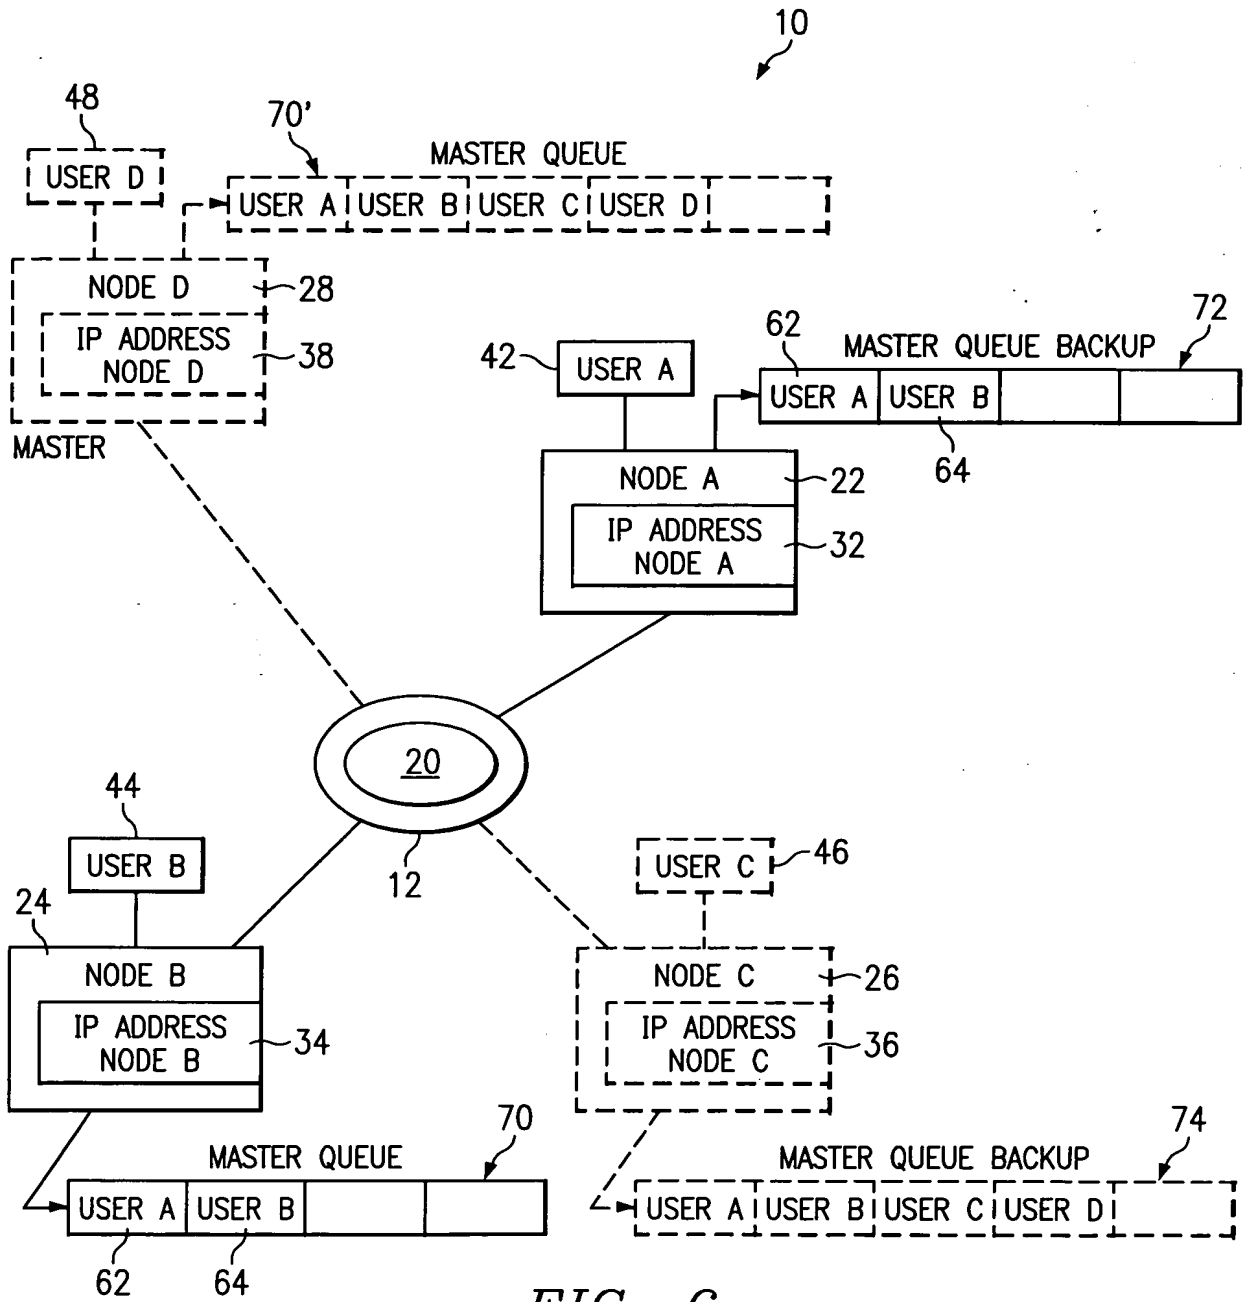 10
48
70'
MASTER QUEUE
USER D
USER A USER B USER C USER D
NODE D
28
IP ADDRESS
NODE D
38
MASTER
42
USER A
62
MASTER QUEUE BACKUP
72
USER A USER B
64
NODE A
22
IP ADDRESS
NODE A
32
20
12
44
USER B
24
NODE B
IP ADDRESS
NODE B
34
USER C
46
NODE C
26
IP ADDRESS
NODE C
36
MASTER QUEUE
70
USER A USER B
62 64
MASTER QUEUE BACKUP
74
USER A USER B USER C USER D